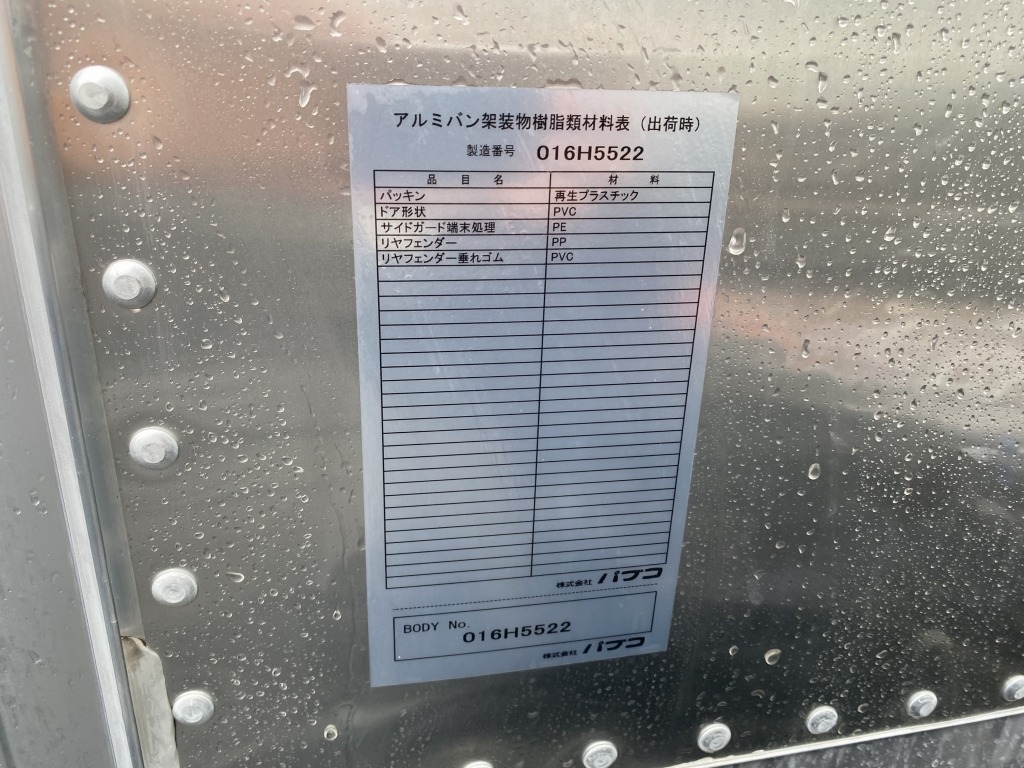 アルミバン架装物樹脂類材料表（出荷時）
製造番号 016H5522
品目名 材料
パッキン 再生プラスチック
ドア形状 PVC
サイドガード端末処理 PE
リヤフェンダー PP
リヤフェンダー垂れゴム PVC
株式会社 パブコ
BODY No. 016H5522
株式会社 パブコ